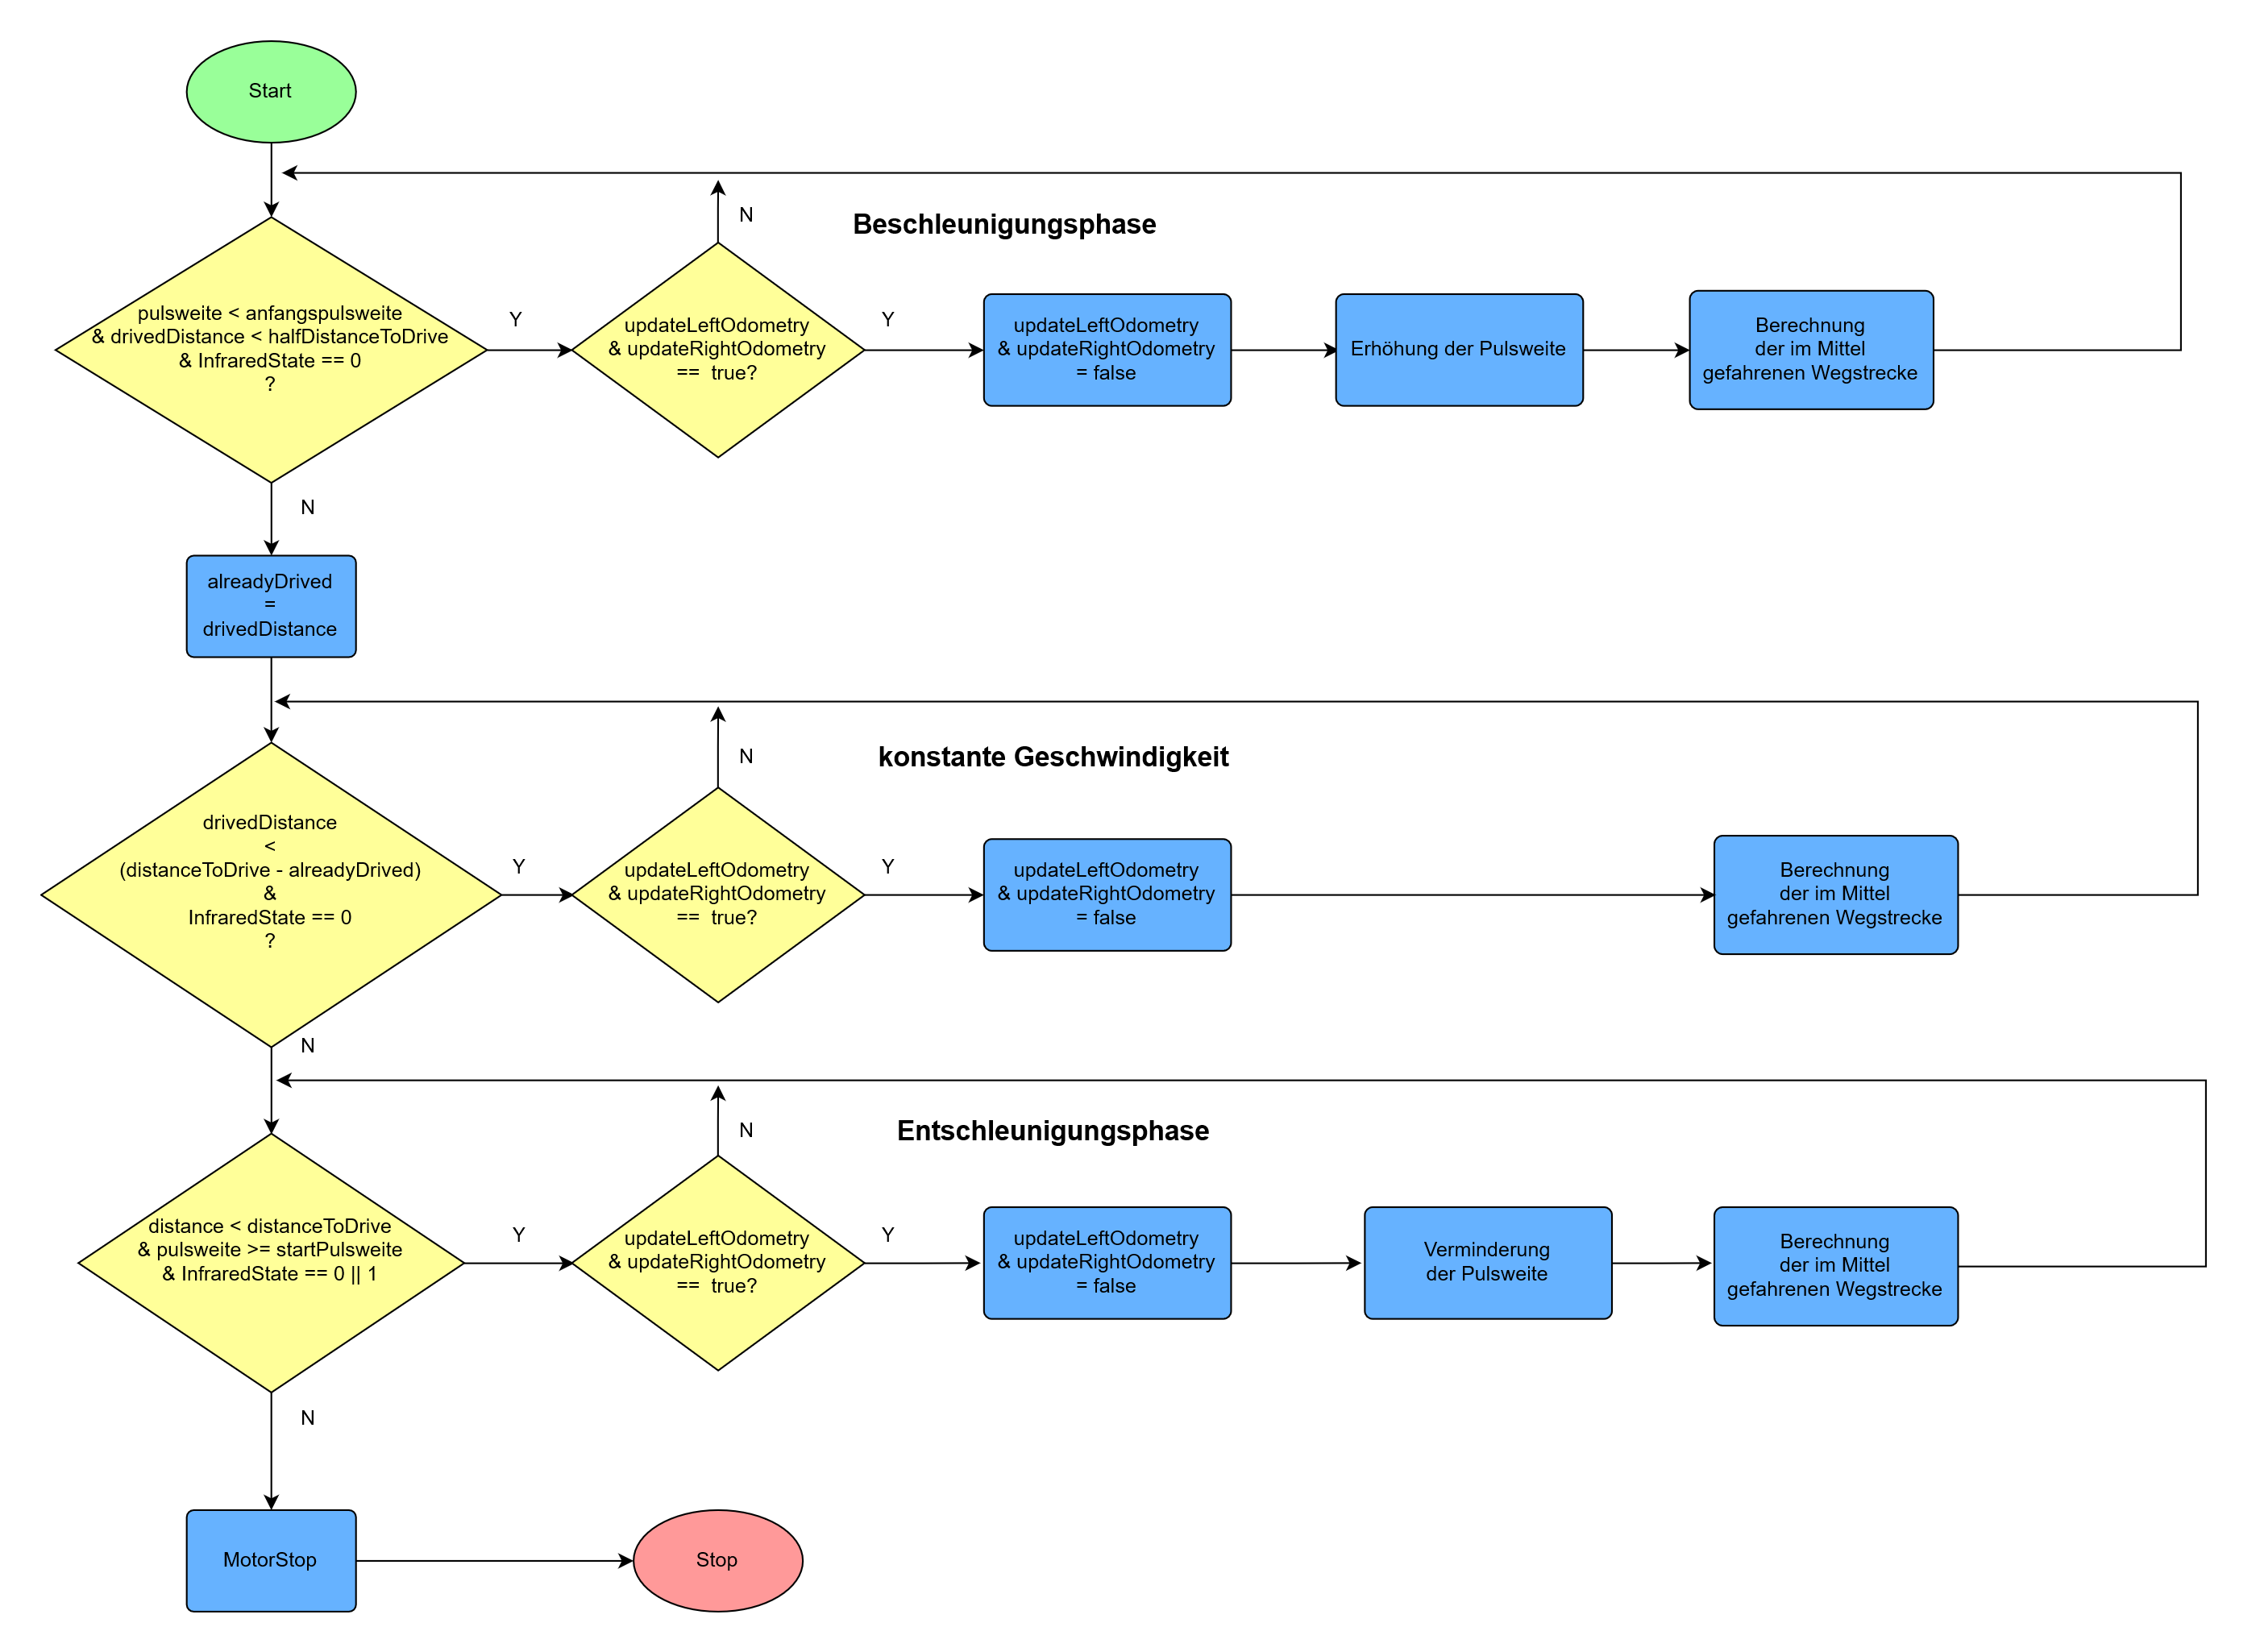 Start
N
Beschleunigungsphase
pulsweite < anfangspulsweite
& drivedDistance < halfDistanceToDrive
& InfraredState == 0
?
Y
updateLeftOdometry
& updateRightOdometry
== true?
Y
updateLeftOdometry
& updateRightOdometry
= false
Erhöhung der Pulsweite
Berechnung
der im Mittel
gefahrenen Wegstrecke
N
alreadyDrived
=
drivedDistance
N
konstante Geschwindigkeit
drivedDistance
<
(distanceToDrive - alreadyDrived)
&
InfraredState == 0
?
Y
updateLeftOdometry
& updateRightOdometry
== true?
Y
updateLeftOdometry
& updateRightOdometry
= false
Berechnung
der im Mittel
gefahrenen Wegstrecke
N
N
Entschleunigungsphase
distance < distanceToDrive
& pulsweite >= startPulsweite
& InfraredState == 0 || 1
Y
updateLeftOdometry
& updateRightOdometry
== true?
Y
updateLeftOdometry
& updateRightOdometry
= false
Verminderung
der Pulsweite
Berechnung
der im Mittel
gefahrenen Wegstrecke
N
MotorStop
Stop